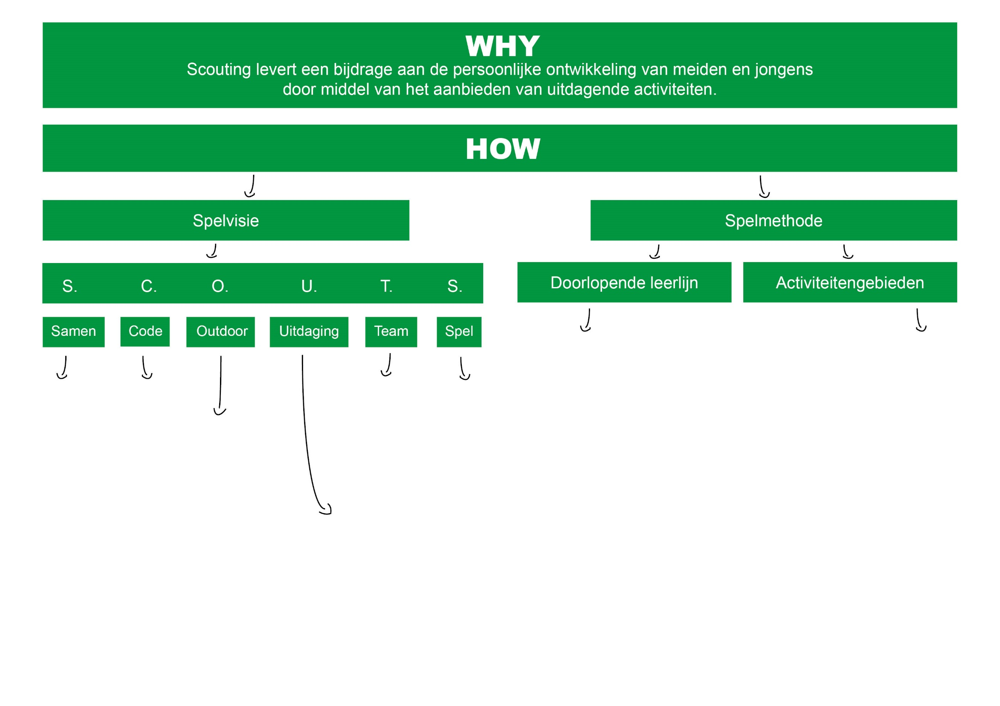 WHY
Scouting levert een bijdrage aan de persoonlijke ontwikkeling van meiden en jongens
door middel van het aanbieden van uitdagende activiteiten.
HOW
Spelvisie
Spelmethode
S. C. O. U. T. S.
Doorlopende leerlijn
Activiteitengebieden
Samen
Code
Outdoor
Uitdaging
Team
Spel